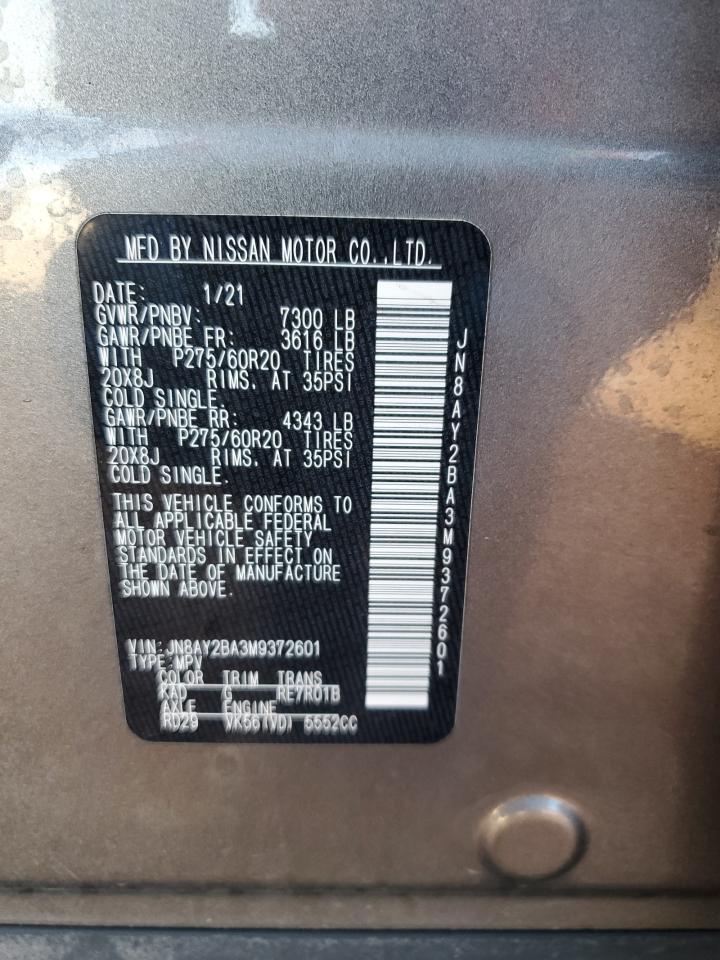 MFD BY NISSAN MOTOR CO.,LTD.
DATE: 1/21
GVWR/PNBV: 7300 LB
GAWR/PNBE FR: 3616 LB
WITH P275/60R20 TIRES
20X8J RIMS. AT 35PSI
COLD SINGLE.
GAWR/PNBE RR: 4343 LB
WITH P275/60R20 TIRES
20X8J RIMS. AT 35PSI
COLD SINGLE.
THIS VEHICLE CONFORMS TO
ALL APPLICABLE FEDERAL
MOTOR VEHICLE SAFETY
STANDARDS IN EFFECT ON
THE DATE OF MANUFACTURE
SHOWN ABOVE.
VIN:JN8AY2BA3M9372601
TYPE:MPV
COLOR TRIM TRANS
KAD G RE7R01B
AXLE ENGINE
RD29 VK56(VD) 5552CC
JN8AY2BA3M9372601